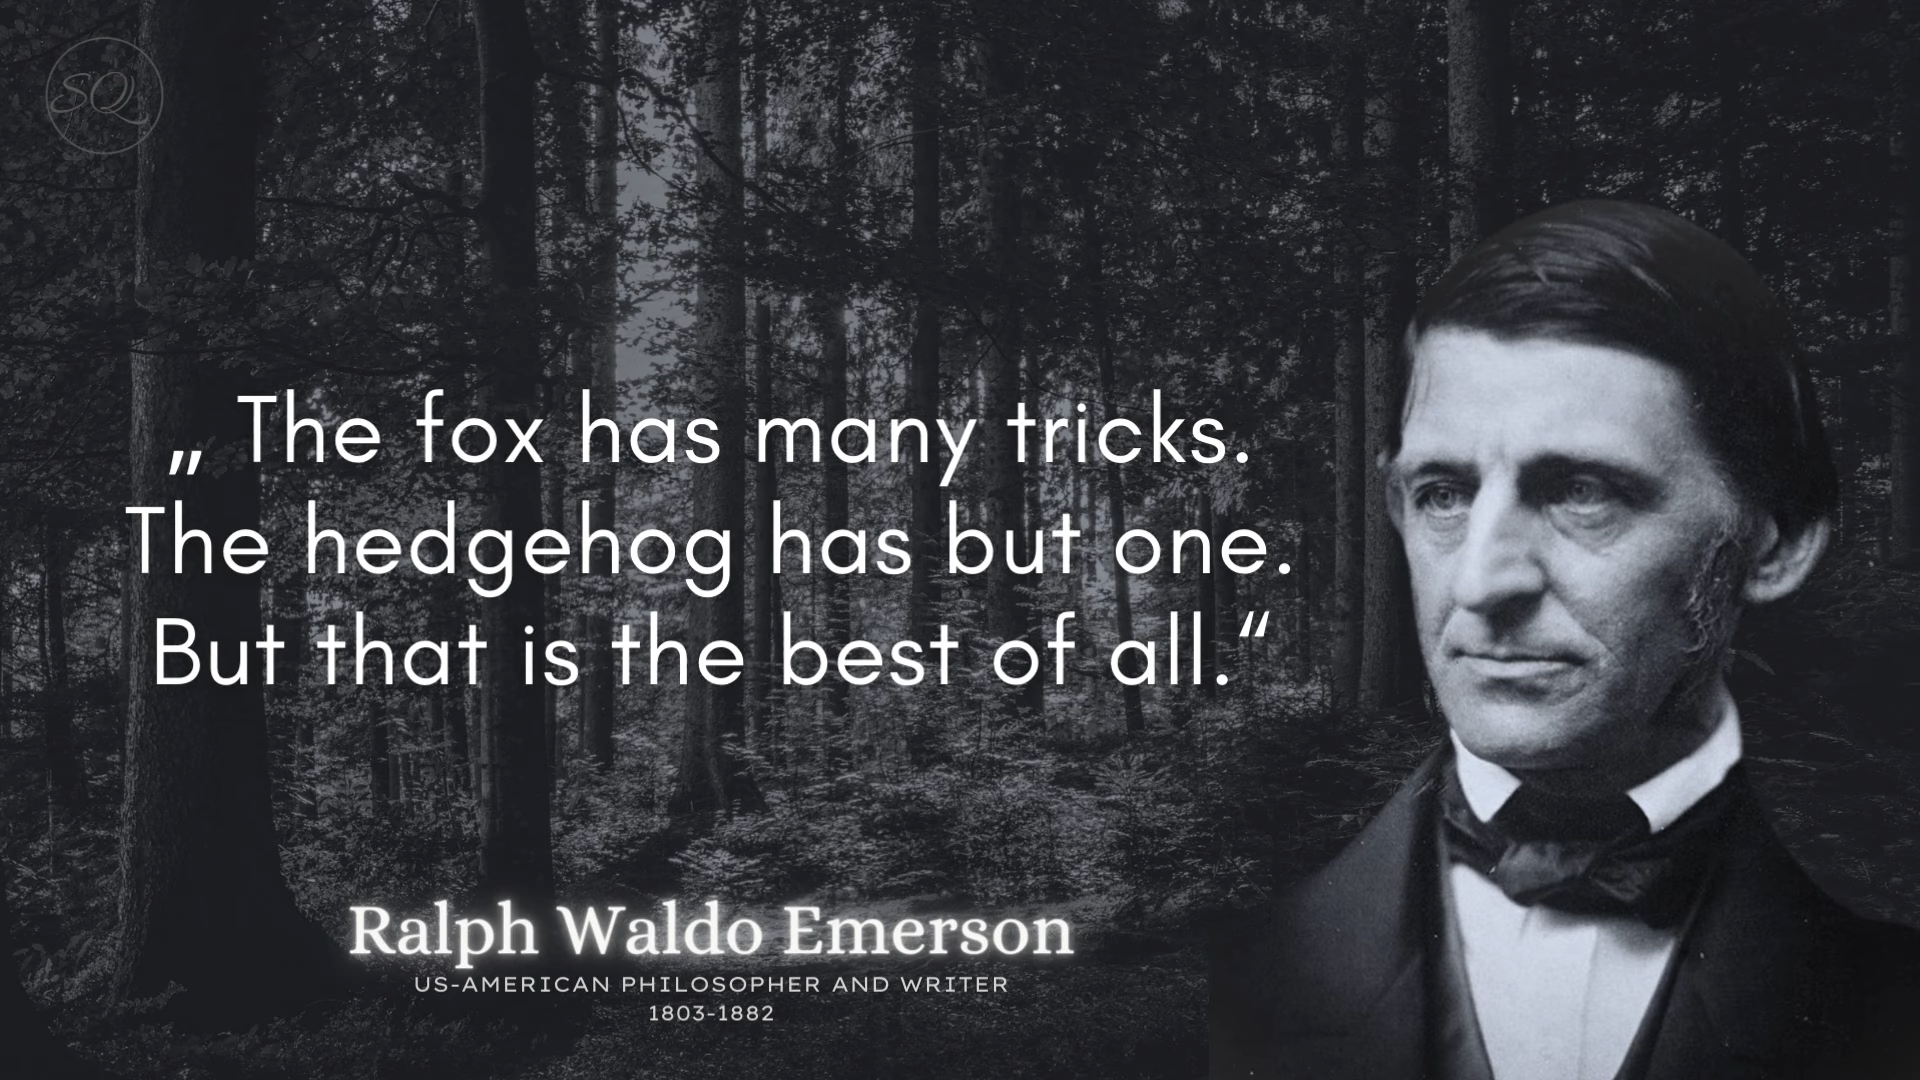 SQ
„ The fox has many tricks.
The hedgehog has but one.
But that is the best of all.“
Ralph Waldo Emerson
US-AMERICAN PHILOSOPHER AND WRITER
1803-1882